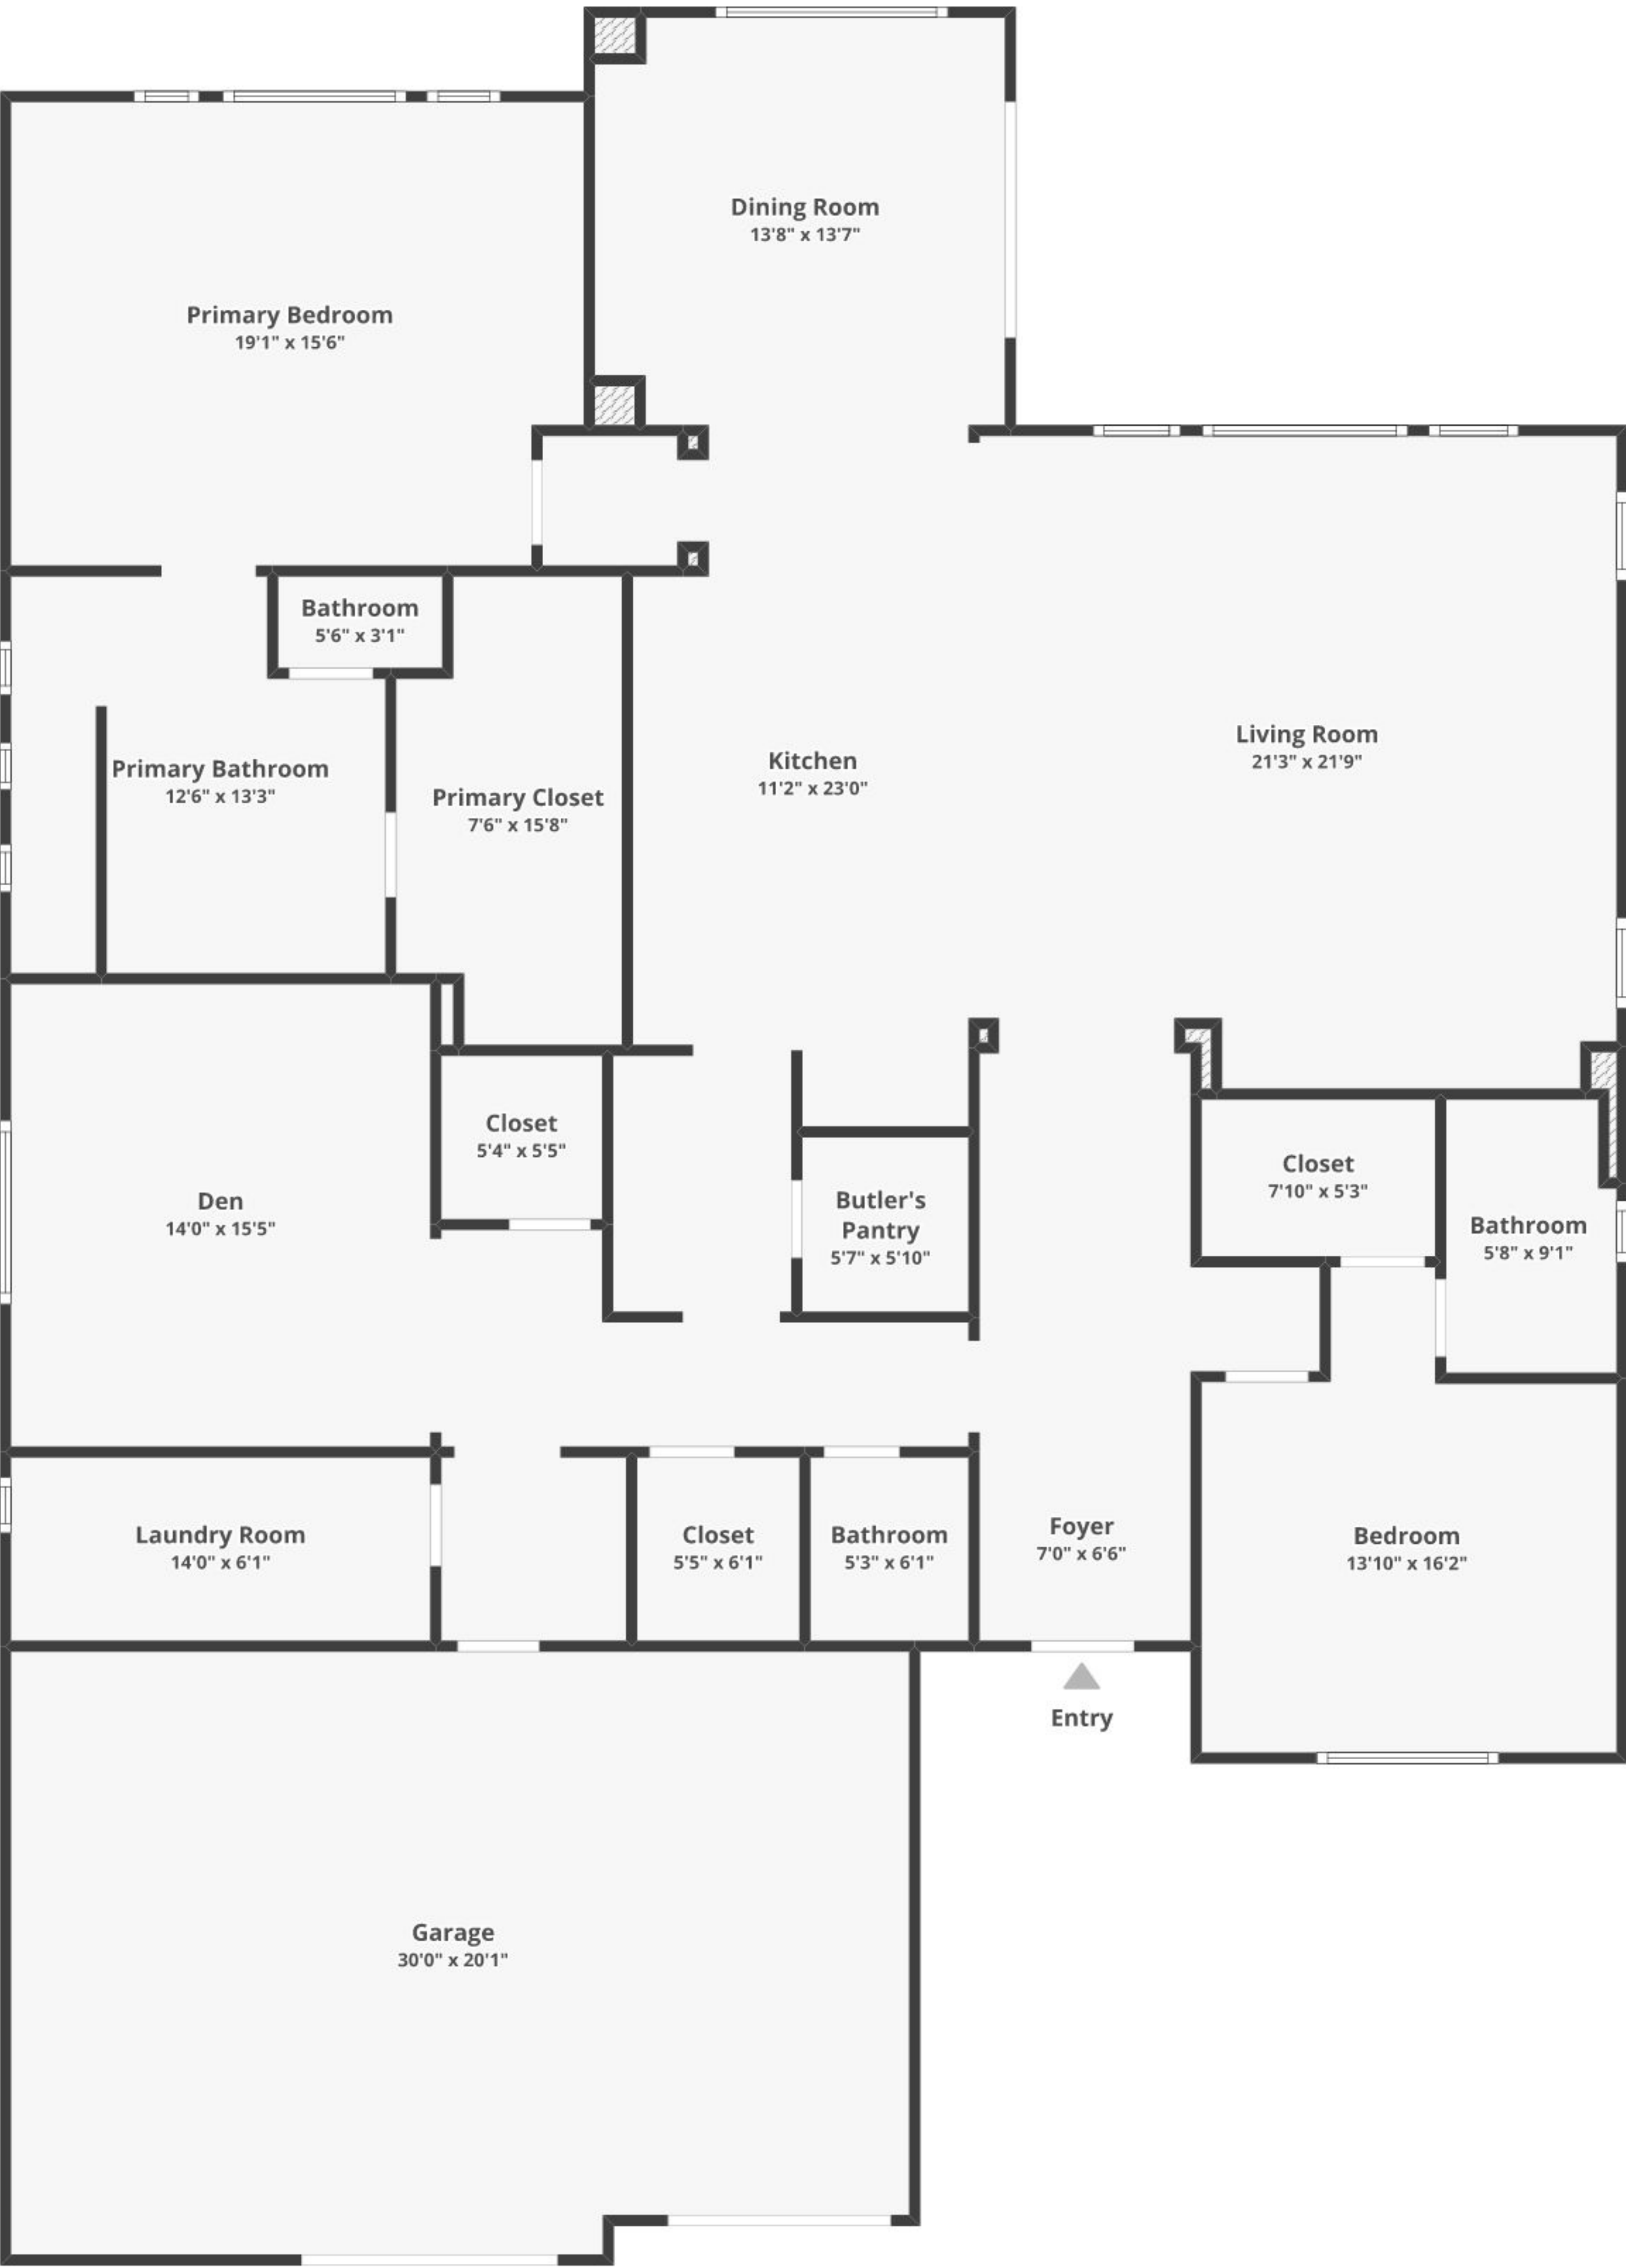 Dining Room
13'8" x 13'7"
Primary Bedroom
19'1" x 15'6"
Bathroom
5'6" x 3'1"
Primary Bathroom
12'6" x 13'3"
Primary Closet
7'6" x 15'8"
Kitchen
11'2" x 23'0"
Living Room
21'3" x 21'9"
Closet
5'4" x 5'5"
Den
14'0" x 15'5"
Butler's
Pantry
5'7" x 5'10"
Closet
7'10" x 5'3"
Bathroom
5'8" x 9'1"
Laundry Room
14'0" x 6'1"
Closet
5'5" x 6'1"
Bathroom
5'3" x 6'1"
Foyer
7'0" x 6'6"
Bedroom
13'10" x 16'2"
Entry
Garage
30'0" x 20'1"